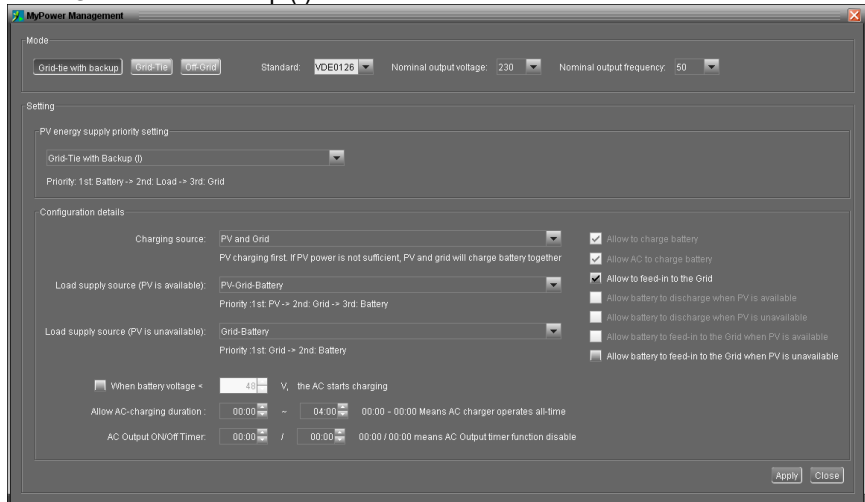 MyPower Management
Mode
Grid-tie with backup Grid-Tie Off-Grid Standard: VDE0126 Nominal output voltage: 230 Nominal output frequency: 50
Setting
PV energy supply priority setting
Grid-Tie with Backup (I)
Priority: 1st: Battery -> 2nd: Load -> 3rd: Grid
Configuration details
Charging source: PV and Grid
PV charging first. If PV power is not sufficient, PV and grid will charge battery together
Load supply source (PV is available): PV-Grid-Battery
Priority :1st: PV-> 2nd: Grid -> 3rd: Battery
Load supply source (PV is unavailable): Grid-Battery
Priority :1st: Grid -> 2nd: Battery
Allow to charge battery
Allow AC to charge battery
Allow to feed-in to the Grid
Allow battery to discharge when PV is available
Allow battery to discharge when PV is unavailable
Allow battery to feed-in to the Grid when PV is available
Allow battery to feed-in to the Grid when PV is unavailable
When battery voltage < 48 V, the AC starts charging
Allow AC-charging duration : 00:00 ~ 04:00 00:00 - 00:00 Means AC charger operates all-time
AC Output ON/Off Timer: 00:00 / 00:00 00:00 / 00:00 means AC Output timer function disable
Apply Close